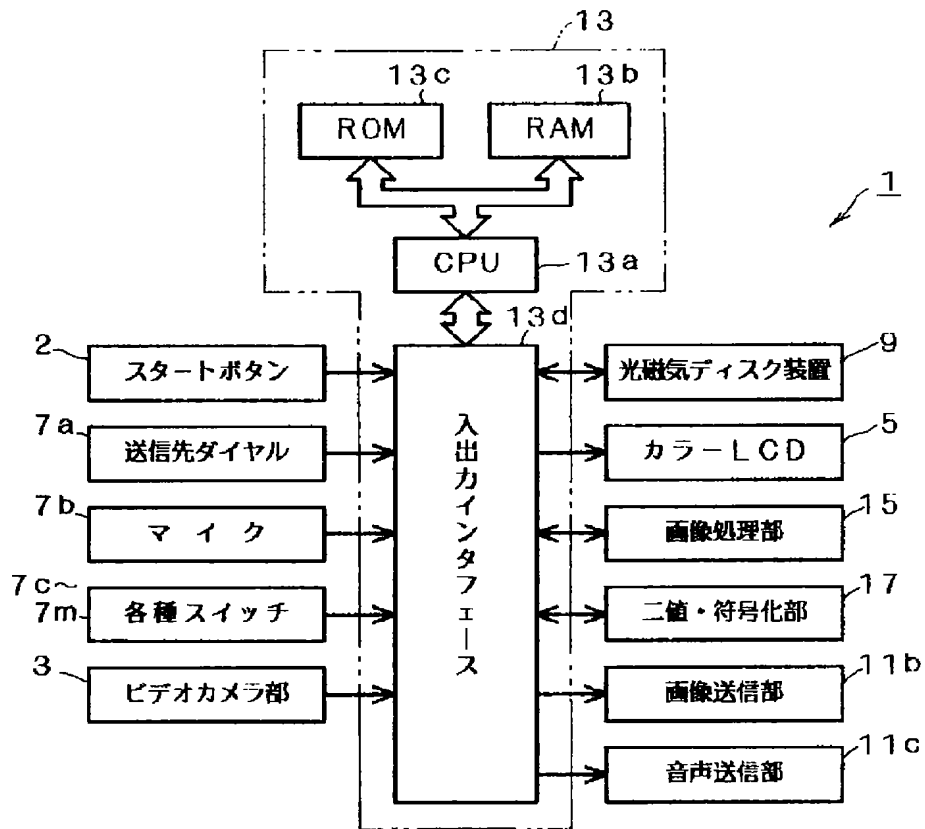 13
13c
13b
ROM
RAM
1
CPU
13a
13d
2
スタートボタン
光磁気ディスク装置
9
7a
送信先ダイヤル
カラーLCD
5
7b
マイク
画像処理部
15
7c~
7m
各種スイッチ
二値・符号化部
17
3
ビデオカメラ部
画像送信部
11b
音声送信部
11c
入出力インタフェース